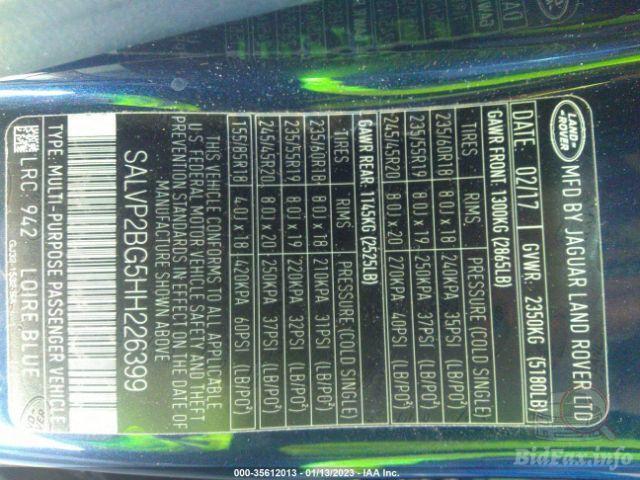 LAND
ROVER
MFD BY JAGUAR LAND ROVER LTD
DATE: 02/17 GVWR: 2350KG (5180LB)
GAWR FRONT: 1300KG (2865LB)
TIRES RIMS PRESSURE (COLD SINGLE)
235/60R18 8.0J x 18 240KPA 35PSI (LB/PO²)
235/55R19 8.0J x 19 250KPA 37PSI (LB/PO²)
245/45R20 8.0J x 20 270KPA 40PSI (LB/PO²)
GAWR REAR: 1145KG (2525LB)
TIRES RIMS PRESSURE (COLD SINGLE)
235/60R18 8.0J x 18 210KPA 31PSI (LB/PO²)
235/55R19 8.0J x 19 220KPA 32PSI (LB/PO²)
245/45R20 8.0J x 20 250KPA 37PSI (LB/PO²)
155/85R18 4.0J x 18 420KPA 60PSI (LB/PO²)
THIS VEHICLE CONFORMS TO ALL APPLICABLE
U.S. FEDERAL MOTOR VEHICLE SAFETY AND THEFT
PREVENTION STANDARDS IN EFFECT ON THE DATE OF
MANUFACTURE SHOWN ABOVE
SALVP2BG5HH226399
TYPE: MULTI-PURPOSE PASSENGER VEHICLE
LRC 942 LOIRE BLUE
000-35612013 - 01/13/2023 - IAA Inc.
BidFax.info